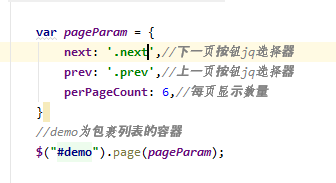 var pageParam = {
next: '.next',//下一页按钮jq选择器
prev: '.prev',//上一页按钮jq选择器
perPageCount: 6,//每页显示数量
}
//demo为包裹列表的容器
$("#demo").page(pageParam);